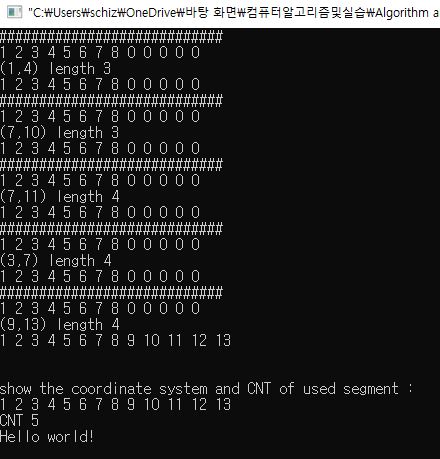 "C:₩Users₩schiz₩OneDrive₩바탕 화면₩컴퓨터알고리즘및실습₩Algorithm a
############################
1 2 3 4 5 6 7 8 0 0 0 0 0
(1,4) length 3
1 2 3 4 5 6 7 8 0 0 0 0 0
############################
1 2 3 4 5 6 7 8 0 0 0 0 0
(7,10) length 3
1 2 3 4 5 6 7 8 0 0 0 0 0
############################
1 2 3 4 5 6 7 8 0 0 0 0 0
(7,11) length 4
1 2 3 4 5 6 7 8 0 0 0 0 0
############################
1 2 3 4 5 6 7 8 0 0 0 0 0
(3,7) length 4
1 2 3 4 5 6 7 8 0 0 0 0 0
############################
1 2 3 4 5 6 7 8 0 0 0 0 0
(9,13) length 4
1 2 3 4 5 6 7 8 9 10 11 12 13
show the coordinate system and CNT of used segment :
1 2 3 4 5 6 7 8 9 10 11 12 13
CNT 5
Hello world!